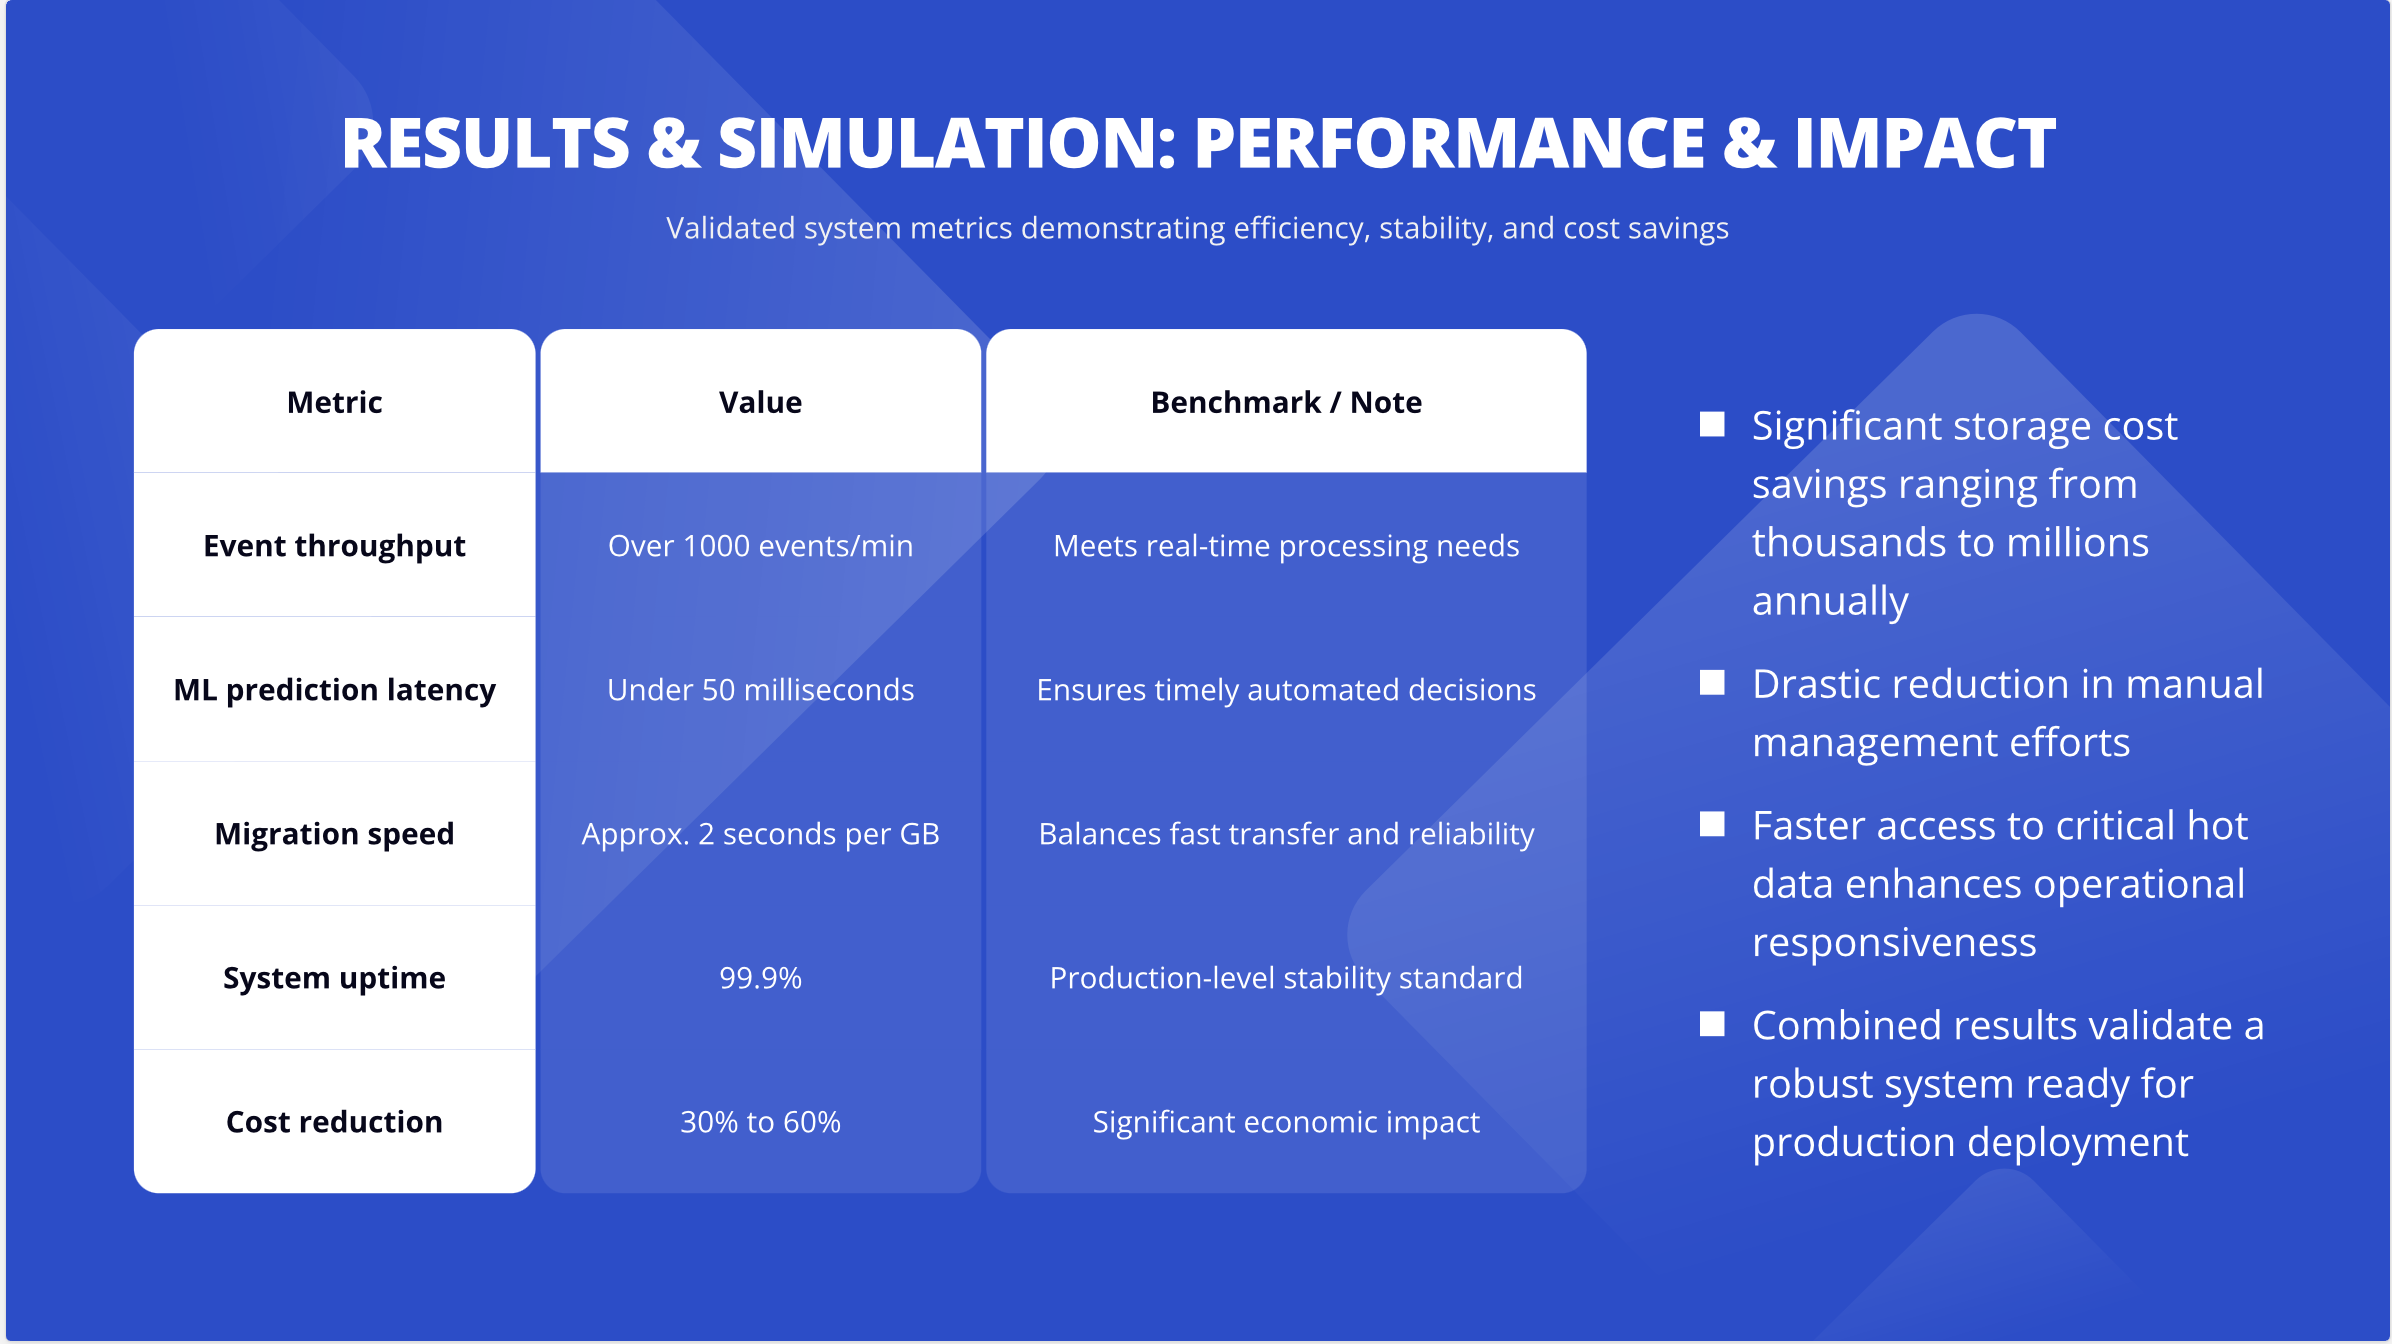 RESULTS & SIMULATION: PERFORMANCE & IMPACT
Validated system metrics demonstrating efficiency, stability, and cost savings
Metric Value Benchmark / Note
Event throughput Over 1000 events/min Meets real-time processing needs
ML prediction latency Under 50 milliseconds Ensures timely automated decisions
Migration speed Approx. 2 seconds per GB Balances fast transfer and reliability
System uptime 99.9% Production-level stability standard
Cost reduction 30% to 60% Significant economic impact
■ Significant storage cost
savings ranging from
thousands to millions
annually
■ Drastic reduction in manual
management efforts
■ Faster access to critical hot
data enhances operational
responsiveness
■ Combined results validate a
robust system ready for
production deployment